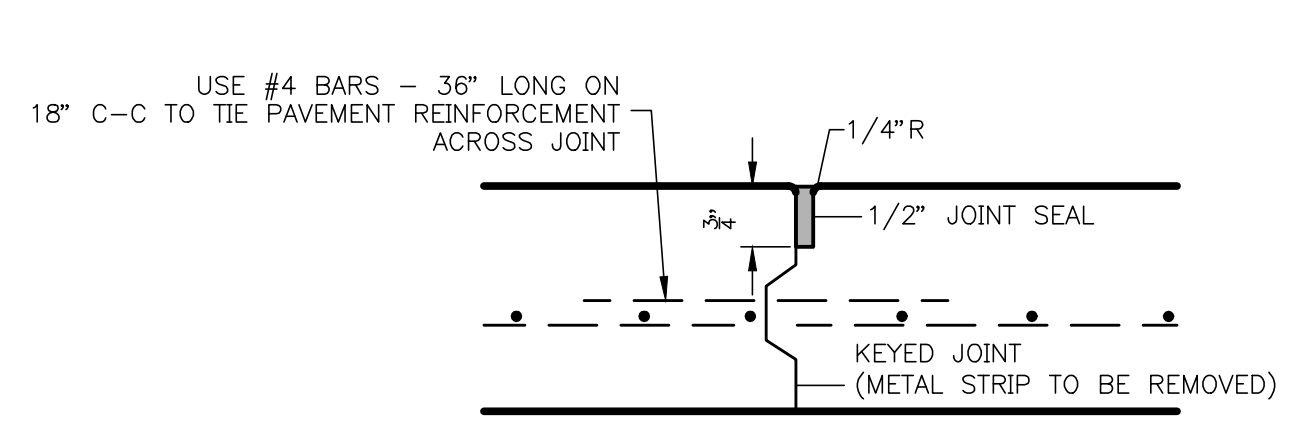 USE #4 BARS - 36" LONG ON
18" C-C TO TIE PAVEMENT REINFORCEMENT
ACROSS JOINT
1/4" R
3/4"
1/2" JOINT SEAL
KEYED JOINT
(METAL STRIP TO BE REMOVED)